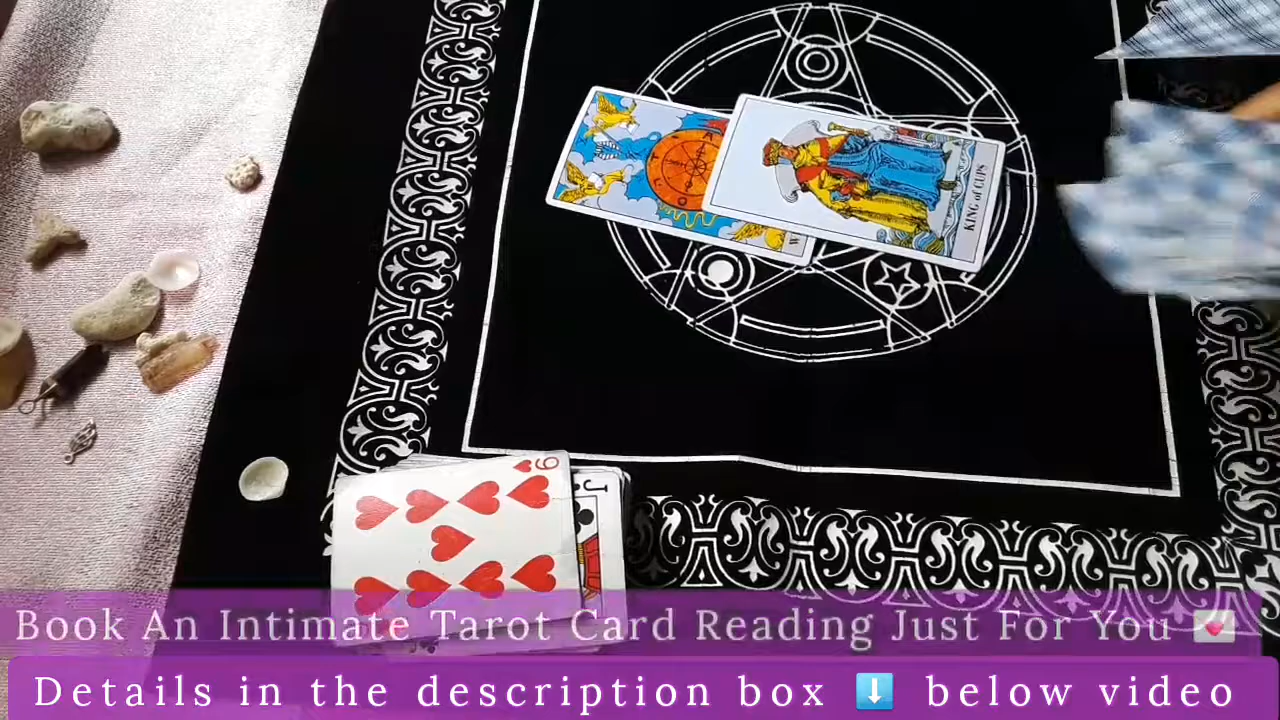 KING of CUPS
W
9
J
Book An Intimate Tarot Card Reading Just For You 💌
Details in the description box ⬇️ below video